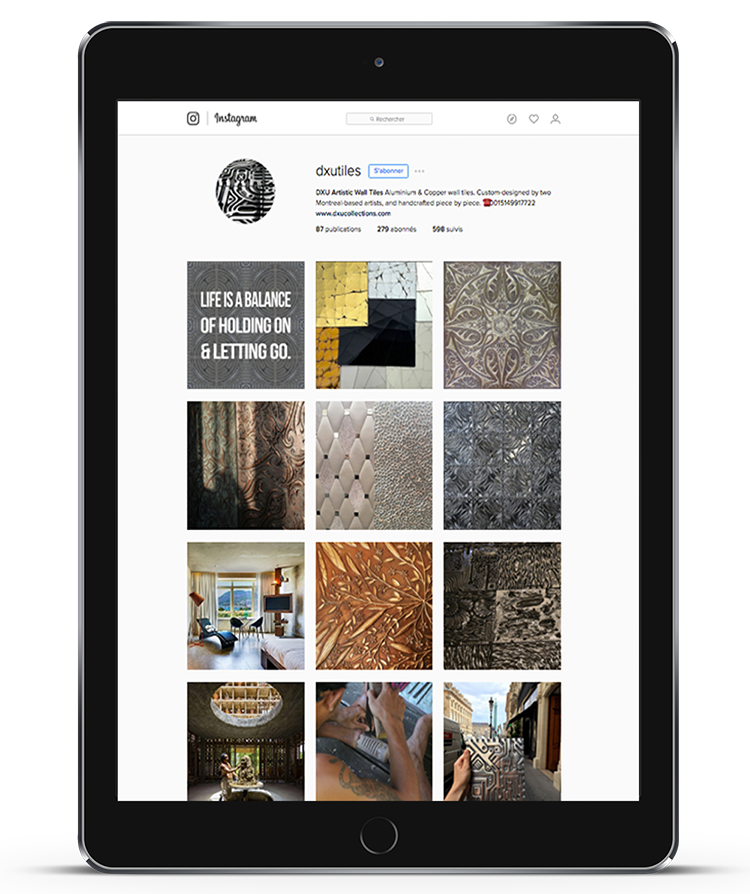 Instagram
Rechercher
dxutiles S'abonner ...
DXU Artistic Wall Tiles Aluminium & Copper wall tiles. Custom-designed by two
Montreal-based artists, and handcrafted piece by piece. ☎0015149917722
www.dxucollections.com
87 publications 279 abonnés 598 suivis
LIFE IS A BALANCE
OF HOLDING ON
& LETTING GO.